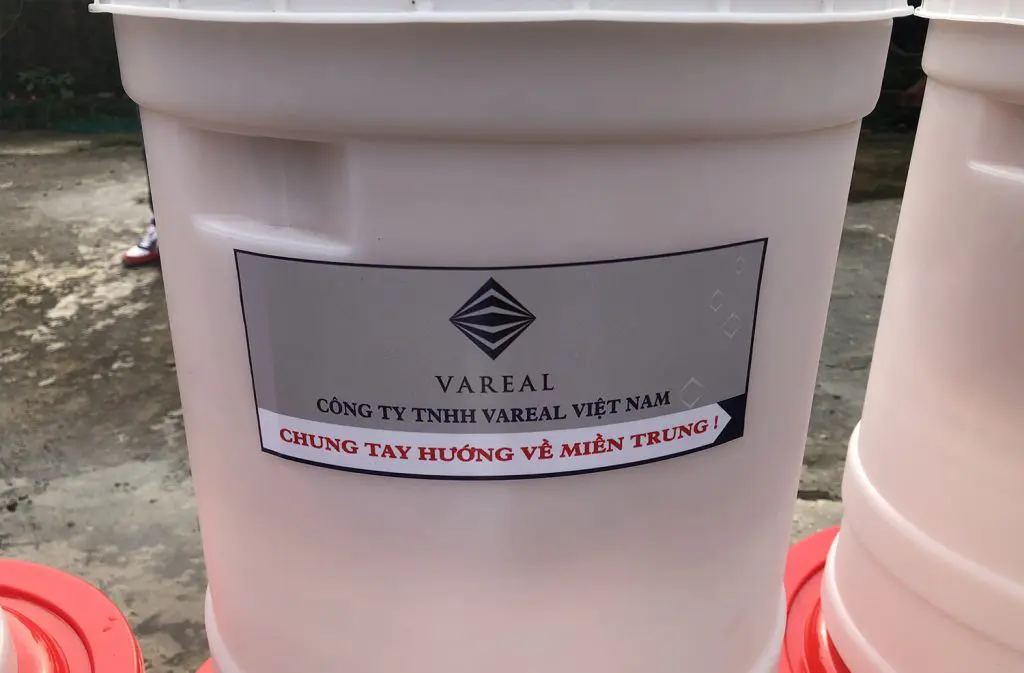 VAREAL
CÔNG TY TNHH VAREAL VIỆT NAM
CHUNG TAY HƯỚNG VỀ MIỀN TRUNG !